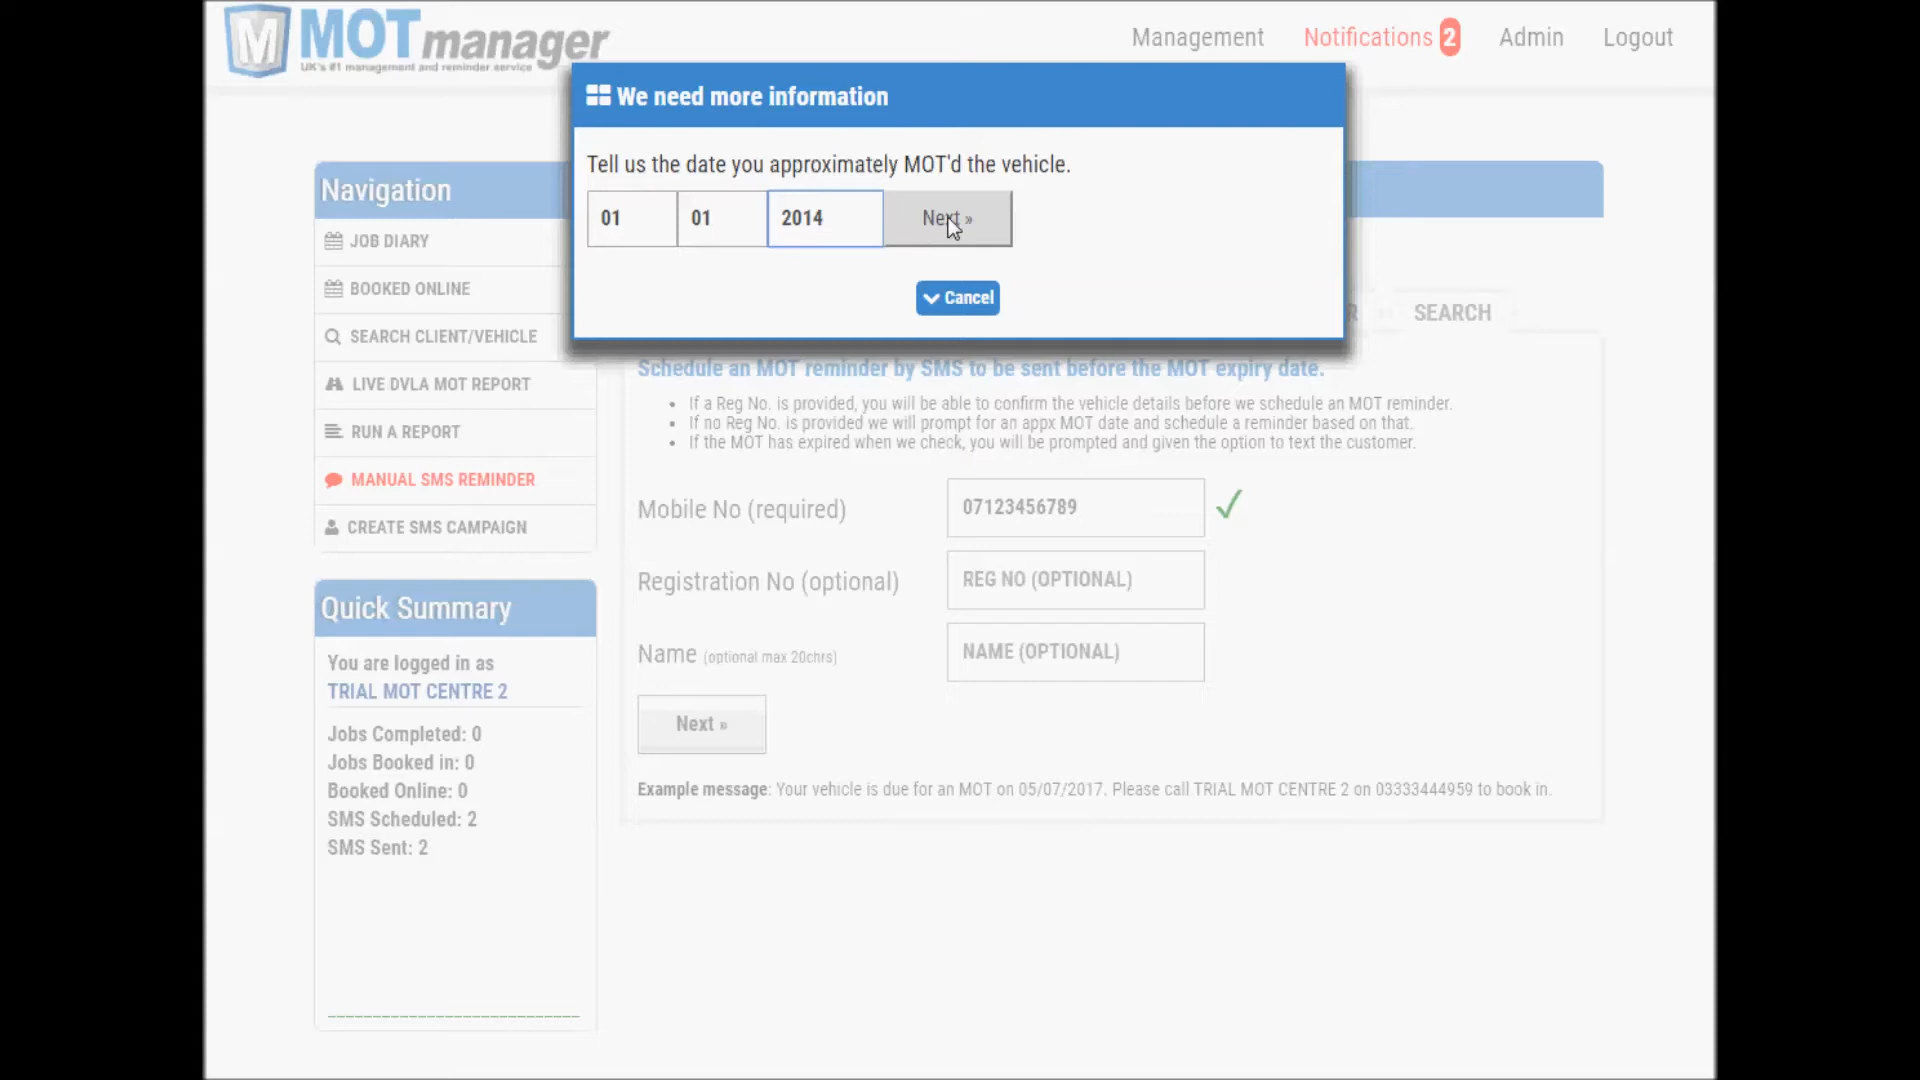 MOTmanager
UK's #1 management and reminder service
Management
Notifications 2
Admin
Logout
We need more information
Tell us the date you approximately MOT'd the vehicle.
01 01 2014 Next »
Cancel
Navigation
JOB DIARY
BOOKED ONLINE
SEARCH CLIENT/VEHICLE
LIVE DVLA MOT REPORT
RUN A REPORT
MANUAL SMS REMINDER
CREATE SMS CAMPAIGN
Quick Summary
You are logged in as
TRIAL MOT CENTRE 2
Jobs Completed: 0
Jobs Booked in: 0
Booked Online: 0
SMS Scheduled: 2
SMS Sent: 2
R
SEARCH
Schedule an MOT reminder by SMS to be sent before the MOT expiry date.
• If a Reg No. is provided, you will be able to confirm the vehicle details before we schedule an MOT reminder.
• If no Reg No. is provided we will prompt for an appx MOT date and schedule a reminder based on that.
• If the MOT has expired when we check, you will be prompted and given the option to text the customer.
Mobile No (required) 07123456789
Registration No (optional) REG NO (OPTIONAL)
Name (optional max 20chrs) NAME (OPTIONAL)
Next »
Example message: Your vehicle is due for an MOT on 05/07/2017. Please call TRIAL MOT CENTRE 2 on 03333444959 to book in.